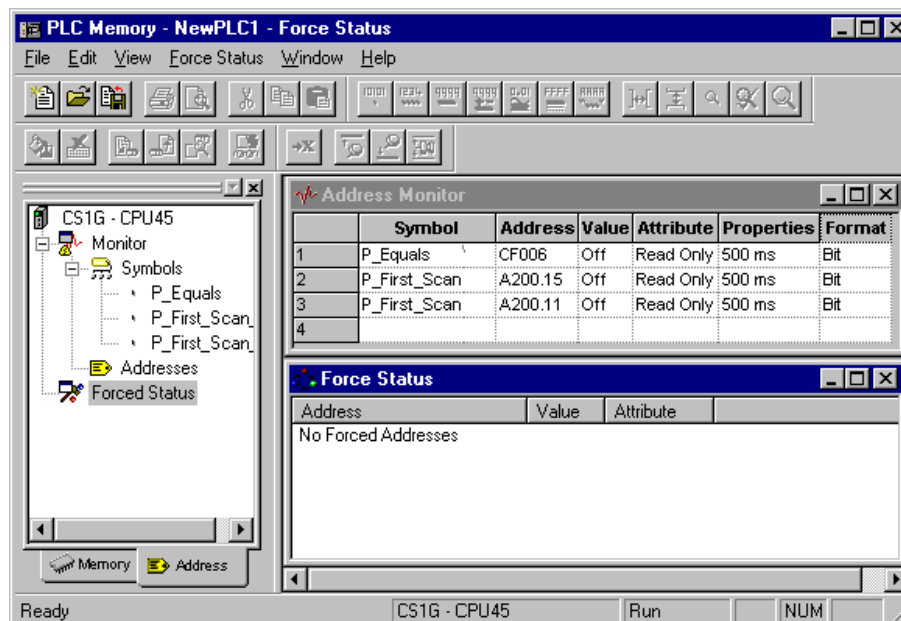 PLC Memory - NewPLC1 - Force Status
File Edit View Force Status Window Help
CS1G - CPU45
Monitor
Symbols
P_Equals
P_First_Scan_
P_First_Scan_
Addresses
Forced Status
Memory Address
Address Monitor
Symbol Address Value Attribute Properties Format
1 P_Equals CF006 Off Read Only 500 ms Bit
2 P_First_Scan A200.15 Off Read Only 500 ms Bit
3 P_First_Scan A200.11 Off Read Only 500 ms Bit
4
Force Status
Address Value Attribute
No Forced Addresses
Ready CS1G - CPU45 Run NUM